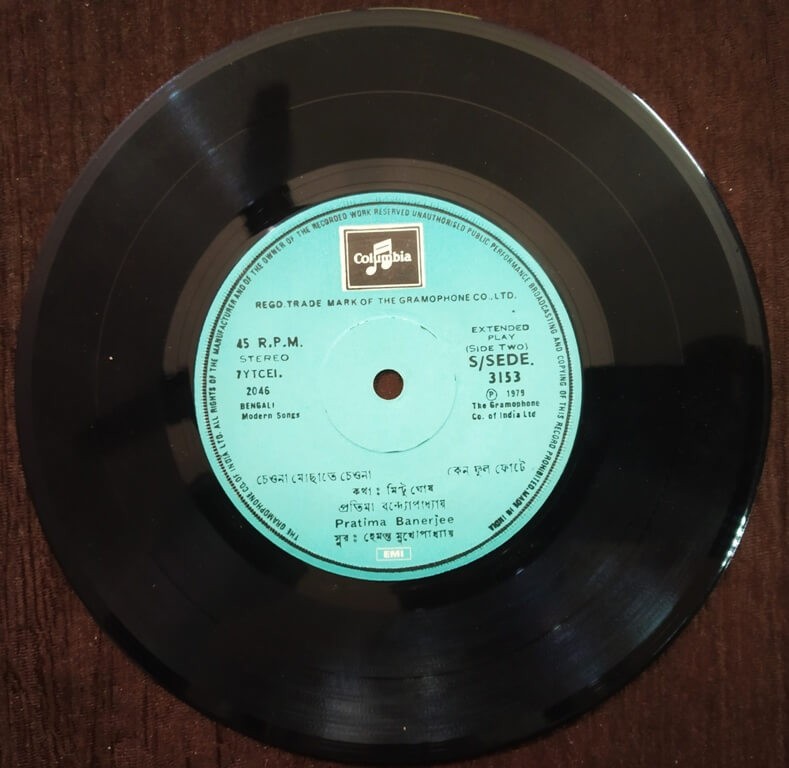 THE GRAMOPHONE CO. OF INDIA LTD. ALL RIGHTS OF THE MANUFACTURER AND OF THE OWNER OF THE RECORDED WORK RESERVED UNAUTHORISED PUBLIC PERFORMANCE BROADCASTING AND COPYING OF THIS RECORD PROHIBITED. MADE IN INDIA
Columbia
REGD. TRADE MARK OF THE GRAMOPHONE CO., LTD.
45 R.P.M.
STEREO
7YTCEI.
2046
BENGALI
Modern Songs
EXTENDED
PLAY
(SIDE TWO)
S/SEDE.
3153
Ⓟ 1979
The Gramophone
Co. of India Ltd
চেওনা মোছাতে চেওনা কেন ফুল ফোটে
কথা : মিন্টু ঘোষ
প্রতিমা বন্দ্যোপাধ্যায়
Pratima Banerjee
সুর : হেমন্ত মুখোপাধ্যায়
EMI